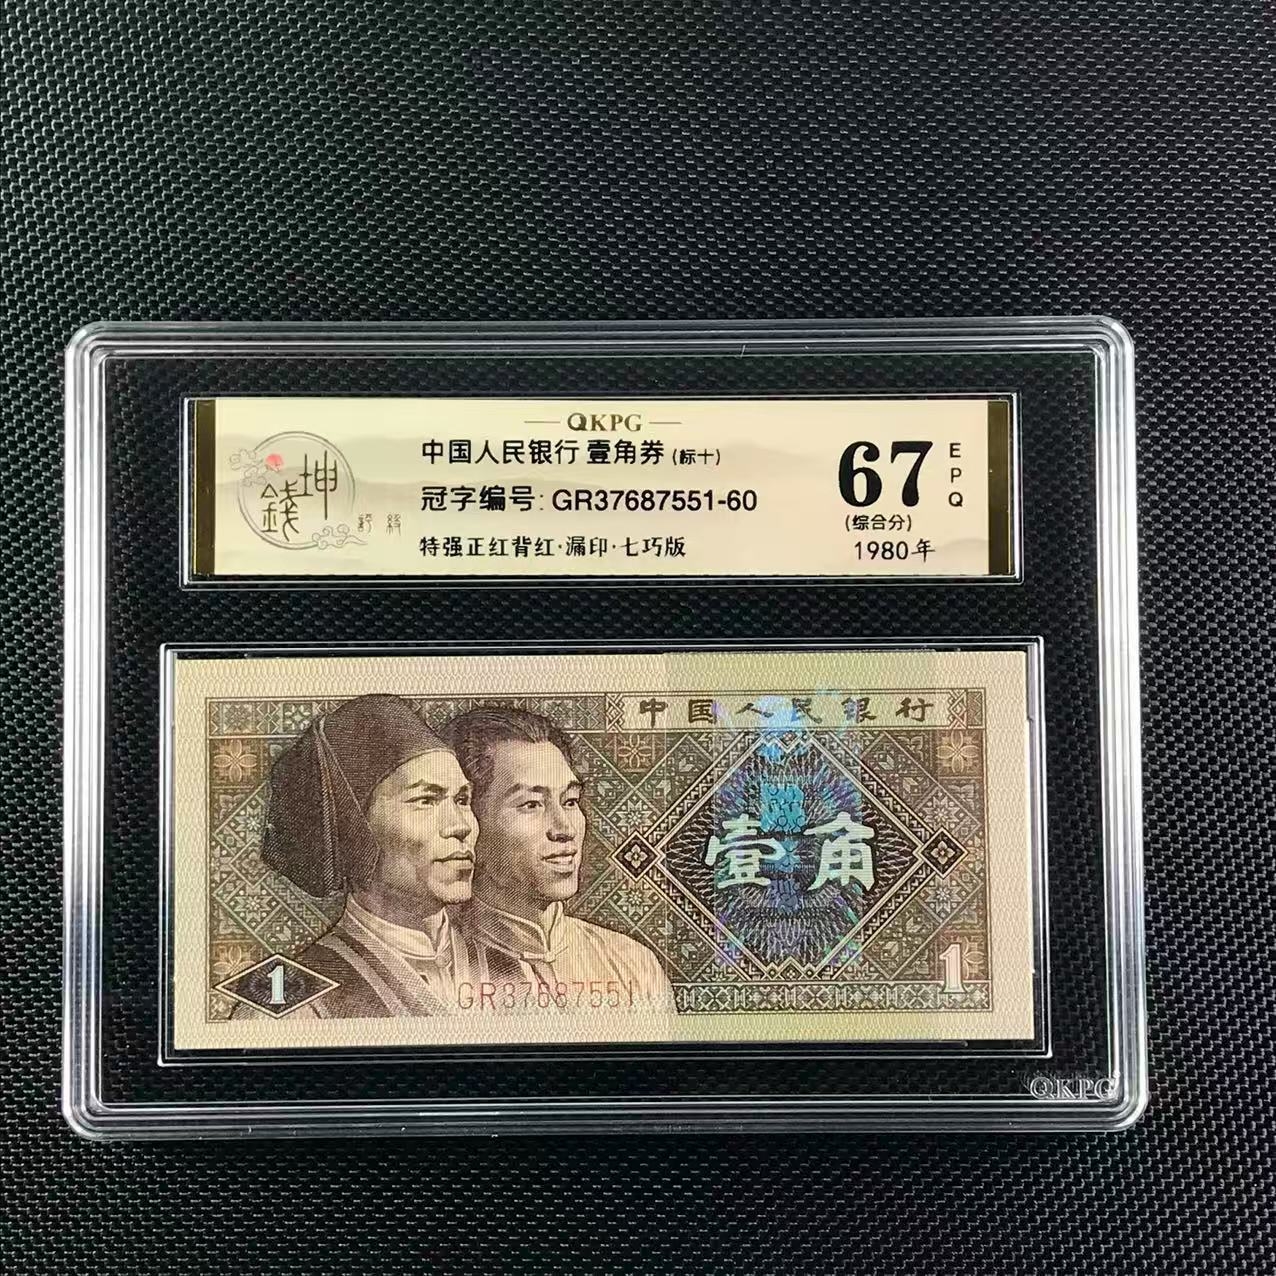 QKPG
中国人民银行 壹角券 (标十)
冠字编号: GR37687551-60
特强正红背红·漏印·七巧版
坤
錢
67
EPQ
(综合分)
1980年
中国人民银行
壹角
1
1
GR37687551
QKPG